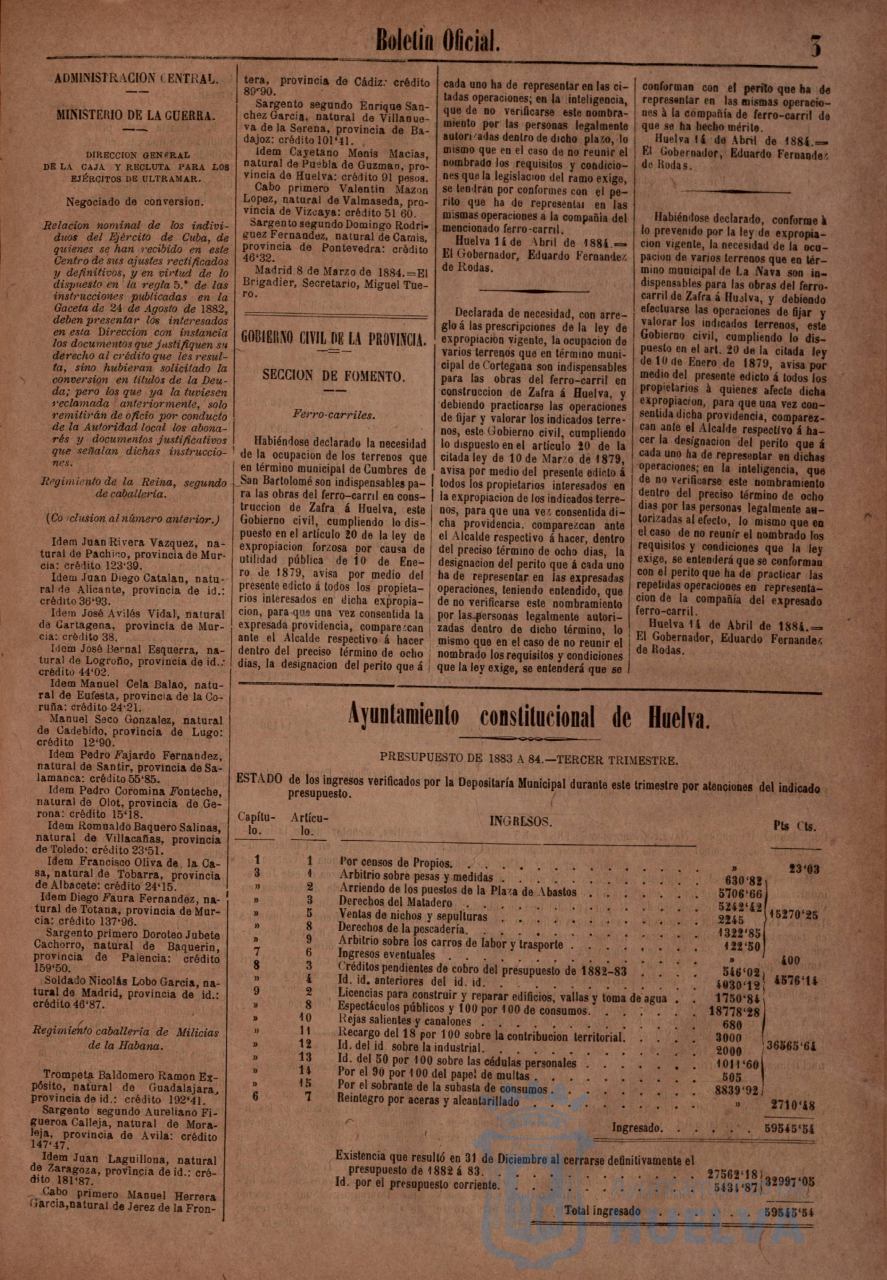 Boletin Oficial.
3
ADMINISTRACION CENTRAL.
MINISTERIO DE LA GUERRA.
DIRECCION GENERAL
DE LA CAJA Y RECLUTA PARA LOS
EJÉRCITOS DE ULTRAMAR.
Negociado de conversion.
Relacion nominal de los indivi-
duos del Ejército de Cuba, de
quienes se han recibido en este
Centro de sus ajustes rectificados
y definitivos, y en virtud de lo
dispuesto en la regla 5.ª de las
instrucciones publicadas en la
Gaceta de 24 de Agosto de 1882,
deben presentar los interesados
en esta Direccion con instancia
los documentos que justifiquen su
derecho al crédito que les resul-
ta, sino hubieran solicitado la
conversion en titulos de la Deu-
da; pero los que ya la tuviesen
reclamada anteriormente, solo
remitirán de oficio por conducto
de la Autoridad local los abona-
rés y documentos justificativos
que señalan dichas instruccio-
nes.
Regimiento de la Reina, segundo
de caballería.
(Conclusion al número anterior.)
Idem Juan Rivera Vazquez, na-
tural de Pachico, provincia de Mur-
cia: crédito 123'39.
Idem Juan Diego Catalan, natu-
ral de Alicante, provincia de id.:
crédito 36'93.
Idem José Avilés Vidal, natural
de Cartagena, provincia de Mur-
cia: crédito 38.
Idem José Bernal Esquerra, na-
tural de Logroño, provincia de id.:
crédito 44'02.
Idem Manuel Cela Balao, natu-
ral de Eufesta, provincia de la Co-
ruña: crédito 24'21.
Manuel Seco Gonzalez, natural
de Cadebido, provincia de Lugo:
crédito 12'90.
Idem Pedro Fajardo Fernandez,
natural de Santir, provincia de Sa-
lamanca: crédito 55'85.
Idem Pedro Coromina Fonteche,
natural de Olot, provincia de Ge-
rona: crédito 15'18.
Idem Romualdo Baquero Salinas,
natural de Villacañas, provincia
de Toledo: crédito 23'51.
Idem Francisco Oliva de la Ca-
sa, natural de Tobarra, provincia
de Albacete: crédito 24'15.
Idem Diego Faura Fernandez, na-
tural de Totana, provincia de Mur-
cia: crédito 137'96.
Sargento primero Doroteo Jubete
Cachorro, natural de Baquerin,
provincia de Palencia: crédito
159'50.
Soldado Nicolás Lobo Garcia, na-
tural de Madrid, provincia de id.:
crédito 46'87.
Regimiento caballeria de Milicias
de la Habana.
Trompeta Baldomero Ramon Ex-
pósito, natural de Guadalajara,
provincia de id.: crédito 192'41.
Sargento segundo Aureliano Fi-
gueroa Calleja, natural de Mora-
leja, provincia de Avila: crédito
147'47.
Idem Juan Laguillona, natural
de Zaragoza, provincia de id.: cré-
dito 181'87.
Cabo primero Manuel Herrera
Garcia, natural de Jerez de la Fron-
tera, provincia de Cádiz: crédito
89'90.
Sargento segundo Enrique San-
chez Garcia, natural de Villanue-
va de la Serena, provincia de Ba-
dajoz: crédito 101'41.
Idem Cayetano Menis Macias,
natural de Puebla de Guzman, pro-
vincia de Huelva: crédito 91 pesos.
Cabo primero Valentin Mazon
Lopez, natural de Valmaseda, pro-
vincia de Vizcaya: crédito 51 60.
Sargento segundo Domingo Rodri-
guez Fernandez, natural de Camis,
provincia de Pontevedra: crédito
46'32.
Madrid 8 de Marzo de 1884.=El
Brigadier, Secretario, Miguel Tue-
ro.
GOBIERNO CIVIL DE LA PROVINCIA.
SECCION DE FOMENTO.
Ferro-carriles.
Habiéndose declarado la necesidad
de la ocupacion de los terrenos que
en término municipal de Cumbres de
San Bartolomé son indispensables pa-
ra las obras del ferro-carril en cons-
truccion de Zafra á Huelva, este
Gobierno civil, cumpliendo lo dis-
puesto en el artículo 20 de la ley de
expropiacion forzosa por causa de
utilidad pública de 10 de Ene-
ro de 1879, avisa por medio del
presente edicto á todos los propie-
tarios interesados en dicha expropia-
cion, para que una vez consentida la
expresada providencia, comparezcan
ante el Alcalde respectivo á hacer
dentro del preciso término de ocho
dias, la designacion del perito que á
cada uno ha de representar en las ci-
tadas operaciones; en la inteligencia,
que de no verificarse este nombra-
miento por las personas legalmente
autorizadas dentro de dicho plazo, lo
mismo que en el caso de no reunir el
nombrado los requisitos y condicio-
nes que la legislacion del ramo exige,
se tendran por conformes con el pe-
rito que ha de representar en las
mismas operaciones a la compañia del
mencionado ferro-carril.
Huelva 14 de Abril de 1884.=
El Gobernador, Eduardo Fernandez
de Rodas.
Declarada de necesidad, con arre-
glo á las prescripciones de la ley de
expropiacion vigente, la ocupacion de
varios terrenos que en término muni-
cipal de Cortegana son indispensables
para las obras del ferro-carril en
construccion de Zafra á Huelva, y
debiendo practicarse las operaciones
de fijar y valorar los indicados terre-
nos, este Gobierno civil, cumpliendo
lo dispuesto en el artículo 20 de la
citada ley de 10 de Marzo de 1879,
avisa por medio del presente edicto á
todos los propietarios interesados en
la expropiacion de los indicados terre-
nos, para que una vez consentida di-
cha providencia. comparezcan ante
el Alcalde respectivo á hacer, dentro
del preciso término de ocho dias, la
designacion del perito que á cada uno
ha de representar en las expresadas
operaciones, teniendo entendido, que
de no verificarse este nombramiento
por las personas legalmente autori-
zadas dentro de dicho término, lo
mismo que en el caso de no reunir el
nombrado los requisitos y condiciones
que la ley exige, se entenderá que se
conforman con el perito que ha de
representar en las mismas operacio-
nes à la compañía de ferro-carril de
que se ha hecho mérito.
Huelva 14 de Abril de 1884.=
El Gobernador, Eduardo Fernandez
de Rodas.
Habiéndose declarado, conforme à
lo prevenido por la ley de expropia-
cion vigente, la necesidad de la ocu-
pacion de varios terrenos que en tér-
mino municipal de La Nava son in-
dispensables para las obras del ferro-
carril de Zafra á Huelva, y debiendo
efectuarse las operaciones de fijar y
valorar los indicados terrenos, este
Gobierno civil, cumpliendo lo dis-
puesto en el art. 20 de la citada ley
de 10 de Enero de 1879, avisa por
medio del presente edicto á todos los
propietarios à quienes afecte dicha
expropiacion, para que una vez con-
sentida dicha providencia, comparez-
can ante el Alcalde respectivo á ha-
cer la designacion del perito que á
cada uno ha de representar en dichas
operaciones; en la inteligencia, que
de no verificarse este nombramiento
dentro del preciso término de ocho
dias por las personas legalmente au-
torizadas al efecto, lo mismo que en
el caso de no reunir el nombrado los
requisitos y condiciones que la ley
exige, se entenderá que se conforman
con el perito que ha de practicar las
repetidas operaciones en representa-
cion de la compañía del expresado
ferro-carril.
Huelva 14 de Abril de 1884.=
El Gobernador, Eduardo Fernandez
de Rodas.
Ayuntamiento constitucional de Huelva.
PRESUPUESTO DE 1883 A 84.—TERCER TRIMESTRE.
ESTADO de los ingresos verificados por la Depositaría Municipal durante este trimestre por atenciones del indicado
presupuesto.
Capítu-lo. Artícu-lo. INGRESOS. Pts Cts.
1 1 Por censos de Propios. » 23'03
3 1 Arbitrio sobre pesas y medidas 630'82
» 2 Arriendo de los puestos de la Plaza de Abastos 5706'66
» 3 Derechos del Matadero 5242'42
» 5 Ventas de nichos y sepulturas 2245 15270'25
» 8 Derechos de la pescadería. 1322'85
» 9 Arbitrio sobre los carros de labor y trasporte 122'50
7 6 Ingresos eventuales » 400
8 3 Créditos pendientes de cobro del presupuesto de 1882-83 546'02
» 4 Id. id. anteriores del id. id. 4030'12 4576'14
9 2 Licencias para construir y reparar edificios, vallas y toma de agua 1750'84
» 8 Espectáculos públicos y 100 por 100 de consumos. 18778'28
» 10 Rejas salientes y canalones 680
» 11 Recargo del 18 por 100 sobre la contribucion territorial. 3000
» 12 Id. del id. sobre la industrial. 2000 36565'64
» 13 Id. del 50 por 100 sobre las cédulas personales 1011'60
» 14 Por el 90 por 100 del papel de multas 505
» 15 Por el sobrante de la subasta de consumos 8839'92
6 7 Reintegro por aceras y alcantarillado » 2710'48
Ingresado. 59545'54
Existencia que resultó en 31 de Diciembre al cerrarse definitivamente el
presupuesto de 1882 á 83. 27562'18
Id. por el presupuesto corriente. 5434'87 32997'05
Total ingresado 59545'54
HUELVA